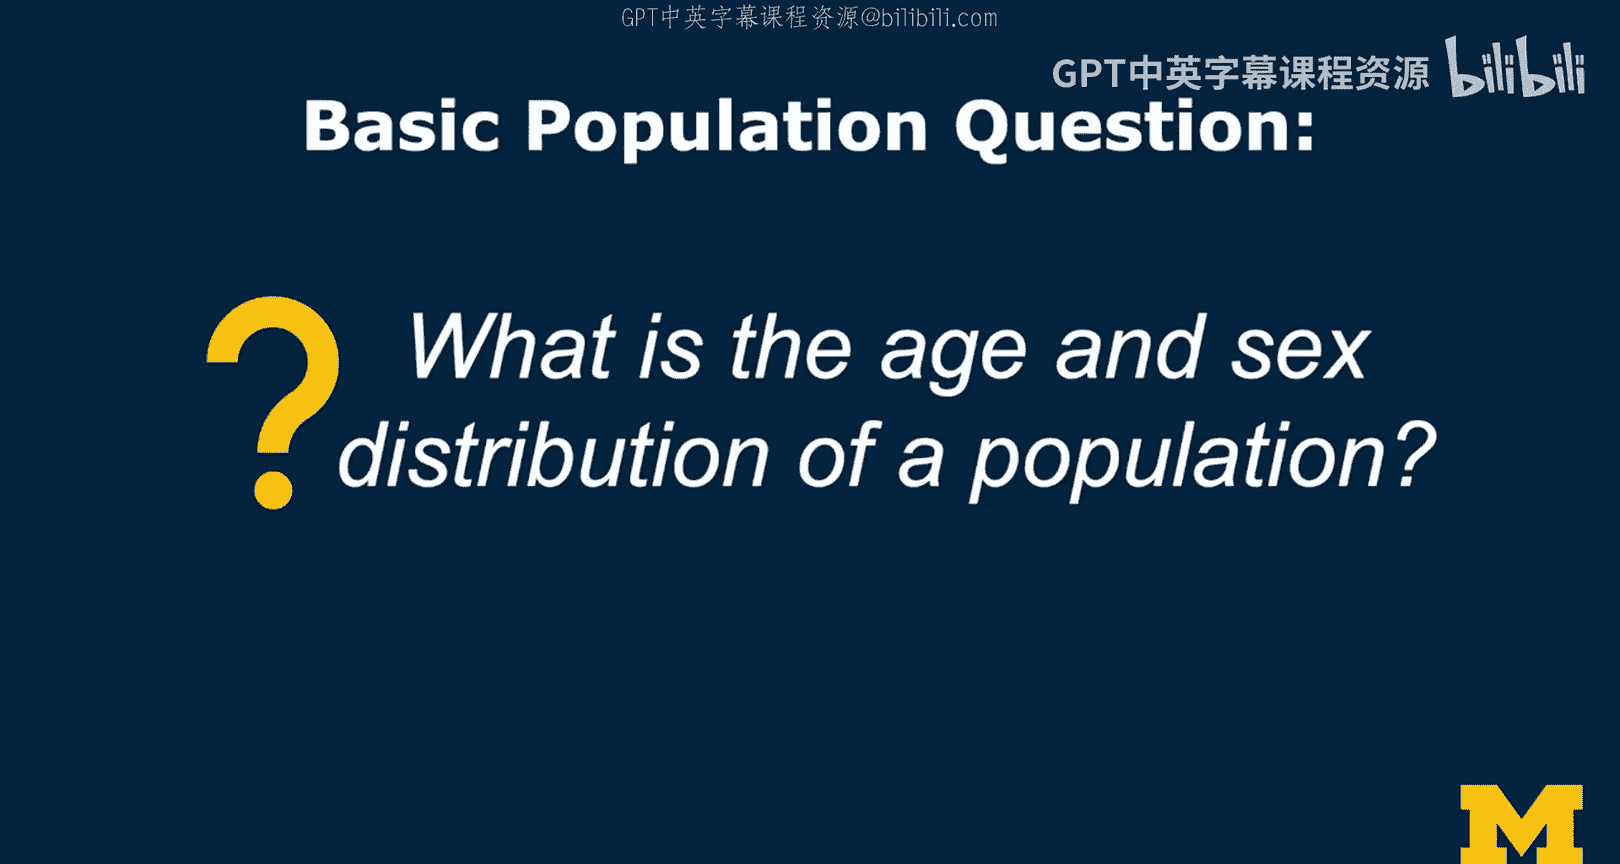 GPT中英字幕课程资源@bilibili.com
GPT中英字幕课程资源 bilibili
Basic Population Question:
? What is the age and sex
distribution of a population?
M